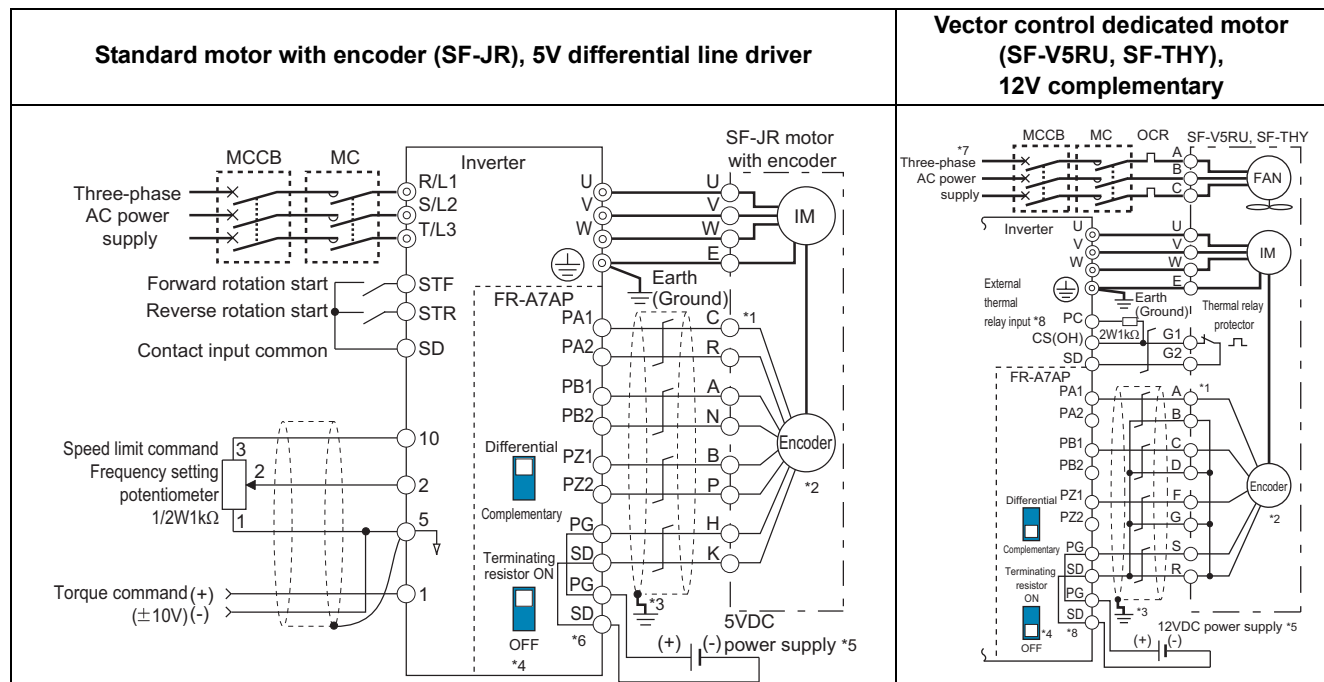 Standard motor with encoder (SF-JR), 5V differential line driver
Vector control dedicated motor
(SF-V5RU, SF-THY),
12V complementary
MCCB
MC
Three-phase
AC power
supply
Inverter
R/L1
S/L2
T/L3
U
V
W
U
V
W
E
SF-JR motor
with encoder
IM
Earth
(Ground)
Forward rotation start
Reverse rotation start
Contact input common
STF
STR
SD
FR-A7AP
PA1
PA2
PB1
PB2
PZ1
PZ2
PG
SD
PG
SD
C
R
A
N
B
P
H
K
*1
Encoder
*2
Differential
Complementary
Terminating
resistor ON
OFF
*4
*6
*3
5VDC
(+)
(-)
power supply *5
Speed limit command
Frequency setting
potentiometer
1/2W1kΩ
3
2
1
10
2
5
1
Torque command (+)
(±10V) (-)
MCCB
MC
OCR
SF-V5RU, SF-THY
*7
Three-phase
AC power
supply
A
B
C
FAN
Inverter
U
V
W
U
V
W
E
IM
External
thermal
relay input *8
Earth
(Ground)
Thermal relay
protector
PC
CS(OH)
SD
2W1kΩ
G1
G2
FR-A7AP
PA1
PA2
PB1
PB2
PZ1
PZ2
PG
SD
PG
SD
A
B
C
D
F
G
S
R
*1
Encoder
*2
Differential
Complementary
Terminating
resistor
ON
*4
OFF
*8
*3
12VDC power supply *5
(+)
(-)